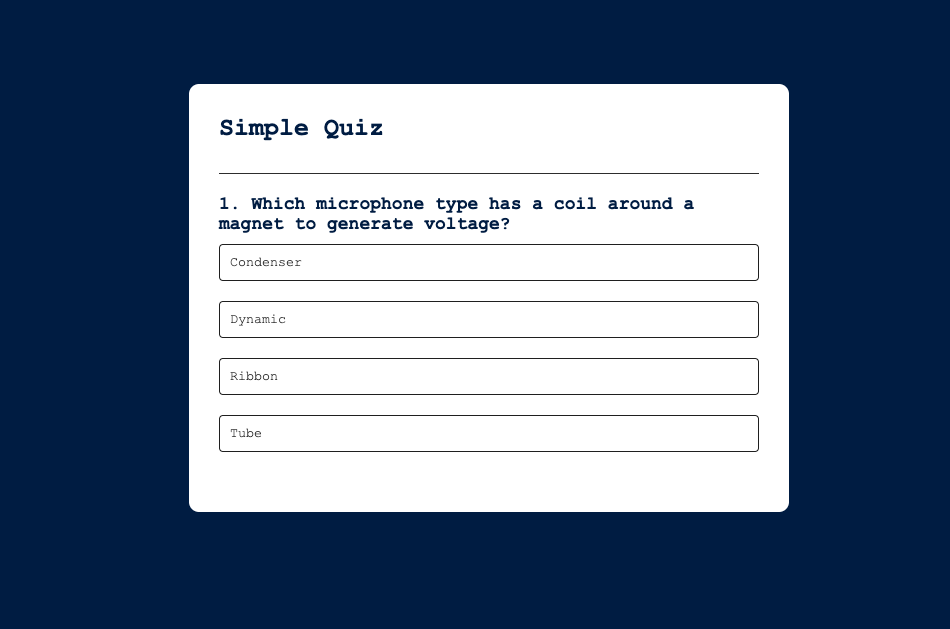 Simple Quiz
1. Which microphone type has a coil around a
magnet to generate voltage?
Condenser
Dynamic
Ribbon
Tube